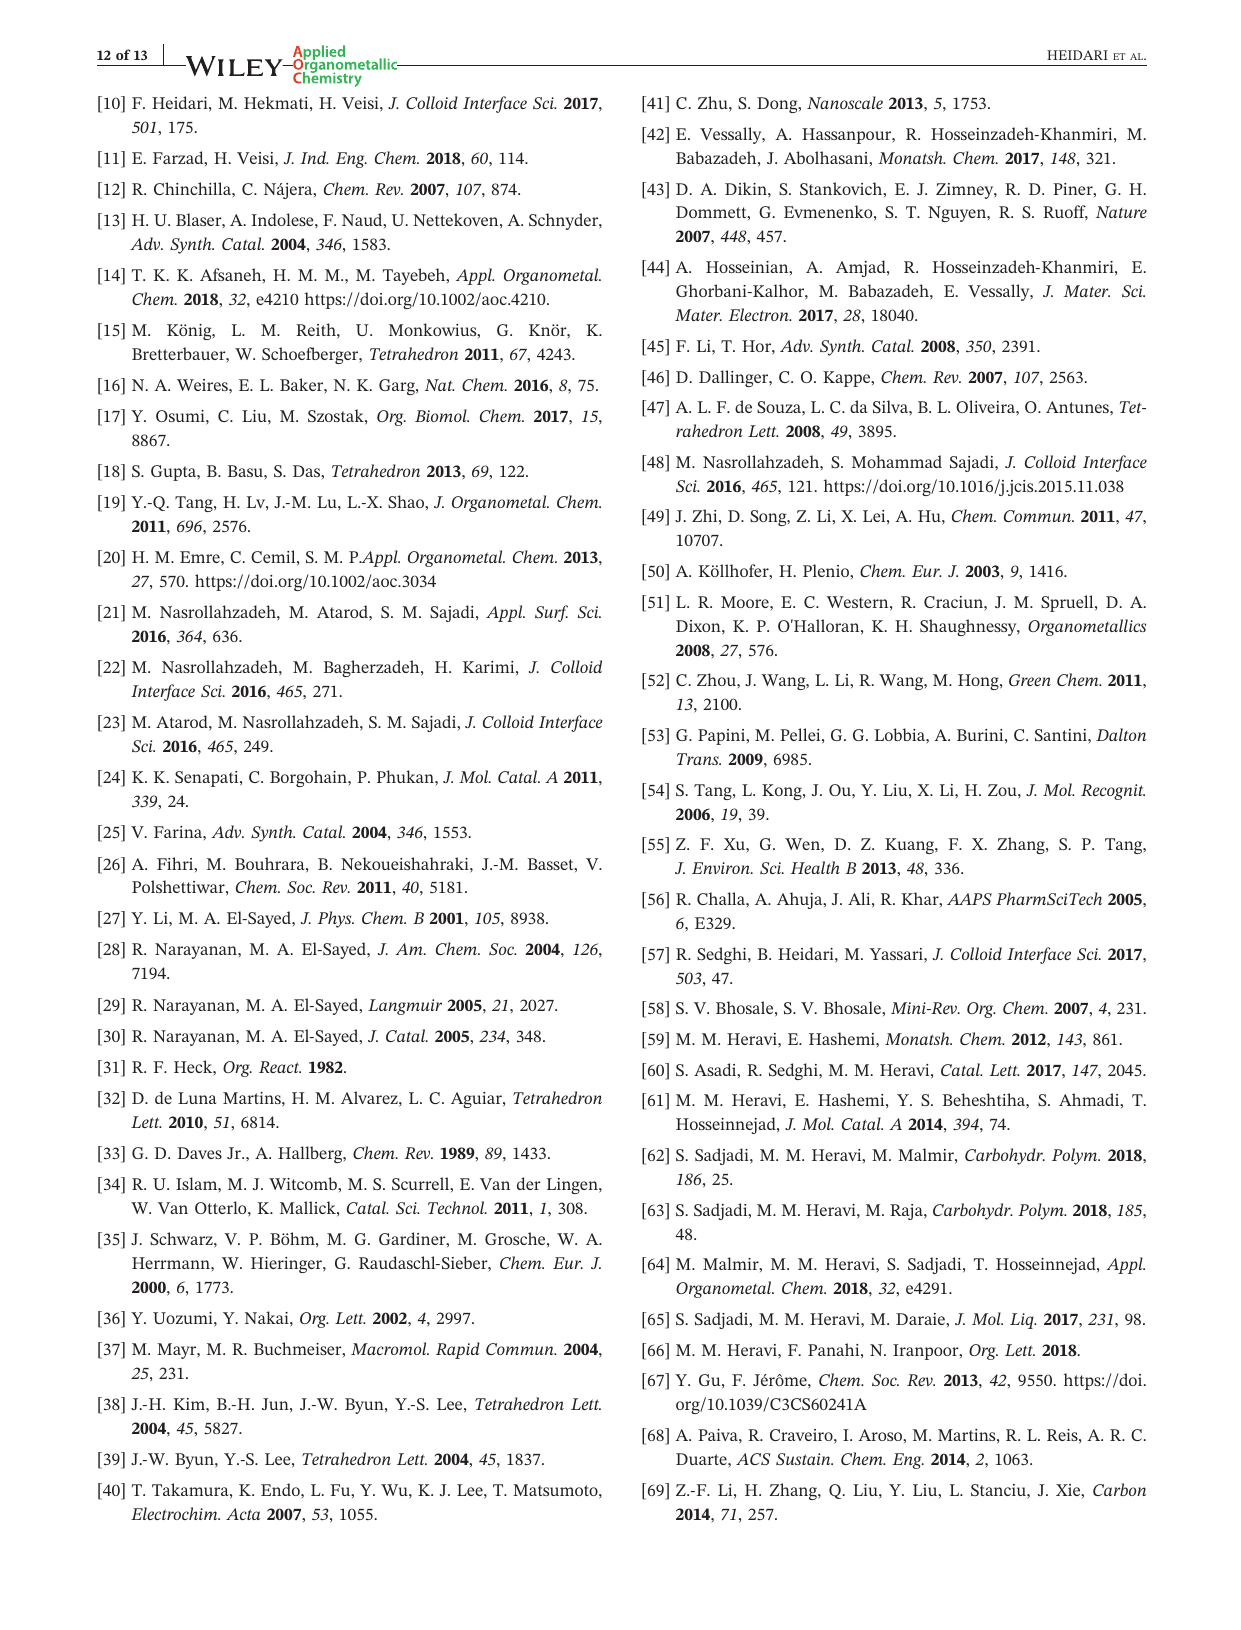 12 of 13
WILEY
Applied
Organometallic
Chemistry
HEIDARI ET AL.
[10] F. Heidari, M. Hekmati, H. Veisi, J. Colloid Interface Sci. 2017,
501, 175.
[11] E. Farzad, H. Veisi, J. Ind. Eng. Chem. 2018, 60, 114.
[12] R. Chinchilla, C. Nájera, Chem. Rev. 2007, 107, 874.
[13] H. U. Blaser, A. Indolese, F. Naud, U. Nettekoven, A. Schnyder,
Adv. Synth. Catal. 2004, 346, 1583.
[14] T. K. K. Afsaneh, H. M. M., M. Tayebeh, Appl. Organometal.
Chem. 2018, 32, e4210 https://doi.org/10.1002/aoc.4210.
[15] M. König, L. M. Reith, U. Monkowius, G. Knör, K.
Bretterbauer, W. Schoefberger, Tetrahedron 2011, 67, 4243.
[16] N. A. Weires, E. L. Baker, N. K. Garg, Nat. Chem. 2016, 8, 75.
[17] Y. Osumi, C. Liu, M. Szostak, Org. Biomol. Chem. 2017, 15,
8867.
[18] S. Gupta, B. Basu, S. Das, Tetrahedron 2013, 69, 122.
[19] Y.-Q. Tang, H. Lv, J.-M. Lu, L.-X. Shao, J. Organometal. Chem.
2011, 696, 2576.
[20] H. M. Emre, C. Cemil, S. M. P.Appl. Organometal. Chem. 2013,
27, 570. https://doi.org/10.1002/aoc.3034
[21] M. Nasrollahzadeh, M. Atarod, S. M. Sajadi, Appl. Surf. Sci.
2016, 364, 636.
[22] M. Nasrollahzadeh, M. Bagherzadeh, H. Karimi, J. Colloid
Interface Sci. 2016, 465, 271.
[23] M. Atarod, M. Nasrollahzadeh, S. M. Sajadi, J. Colloid Interface
Sci. 2016, 465, 249.
[24] K. K. Senapati, C. Borgohain, P. Phukan, J. Mol. Catal. A 2011,
339, 24.
[25] V. Farina, Adv. Synth. Catal. 2004, 346, 1553.
[26] A. Fihri, M. Bouhrara, B. Nekoueishahraki, J.-M. Basset, V.
Polshettiwar, Chem. Soc. Rev. 2011, 40, 5181.
[27] Y. Li, M. A. El-Sayed, J. Phys. Chem. B 2001, 105, 8938.
[28] R. Narayanan, M. A. El-Sayed, J. Am. Chem. Soc. 2004, 126,
7194.
[29] R. Narayanan, M. A. El-Sayed, Langmuir 2005, 21, 2027.
[30] R. Narayanan, M. A. El-Sayed, J. Catal. 2005, 234, 348.
[31] R. F. Heck, Org. React. 1982.
[32] D. de Luna Martins, H. M. Alvarez, L. C. Aguiar, Tetrahedron
Lett. 2010, 51, 6814.
[33] G. D. Daves Jr., A. Hallberg, Chem. Rev. 1989, 89, 1433.
[34] R. U. Islam, M. J. Witcomb, M. S. Scurrell, E. Van der Lingen,
W. Van Otterlo, K. Mallick, Catal. Sci. Technol. 2011, 1, 308.
[35] J. Schwarz, V. P. Böhm, M. G. Gardiner, M. Grosche, W. A.
Herrmann, W. Hieringer, G. Raudaschl-Sieber, Chem. Eur. J.
2000, 6, 1773.
[36] Y. Uozumi, Y. Nakai, Org. Lett. 2002, 4, 2997.
[37] M. Mayr, M. R. Buchmeiser, Macromol. Rapid Commun. 2004,
25, 231.
[38] J.-H. Kim, B.-H. Jun, J.-W. Byun, Y.-S. Lee, Tetrahedron Lett.
2004, 45, 5827.
[39] J.-W. Byun, Y.-S. Lee, Tetrahedron Lett. 2004, 45, 1837.
[40] T. Takamura, K. Endo, L. Fu, Y. Wu, K. J. Lee, T. Matsumoto,
Electrochim. Acta 2007, 53, 1055.
[41] C. Zhu, S. Dong, Nanoscale 2013, 5, 1753.
[42] E. Vessally, A. Hassanpour, R. Hosseinzadeh-Khanmiri, M.
Babazadeh, J. Abolhasani, Monatsh. Chem. 2017, 148, 321.
[43] D. A. Dikin, S. Stankovich, E. J. Zimney, R. D. Piner, G. H.
Dommett, G. Evmenenko, S. T. Nguyen, R. S. Ruoff, Nature
2007, 448, 457.
[44] A. Hosseinian, A. Amjad, R. Hosseinzadeh-Khanmiri, E.
Ghorbani-Kalhor, M. Babazadeh, E. Vessally, J. Mater. Sci.
Mater. Electron. 2017, 28, 18040.
[45] F. Li, T. Hor, Adv. Synth. Catal. 2008, 350, 2391.
[46] D. Dallinger, C. O. Kappe, Chem. Rev. 2007, 107, 2563.
[47] A. L. F. de Souza, L. C. da Silva, B. L. Oliveira, O. Antunes, Tet-
rahedron Lett. 2008, 49, 3895.
[48] M. Nasrollahzadeh, S. Mohammad Sajadi, J. Colloid Interface
Sci. 2016, 465, 121. https://doi.org/10.1016/j.jcis.2015.11.038
[49] J. Zhi, D. Song, Z. Li, X. Lei, A. Hu, Chem. Commun. 2011, 47,
10707.
[50] A. Köllhofer, H. Plenio, Chem. Eur. J. 2003, 9, 1416.
[51] L. R. Moore, E. C. Western, R. Craciun, J. M. Spruell, D. A.
Dixon, K. P. O'Halloran, K. H. Shaughnessy, Organometallics
2008, 27, 576.
[52] C. Zhou, J. Wang, L. Li, R. Wang, M. Hong, Green Chem. 2011,
13, 2100.
[53] G. Papini, M. Pellei, G. G. Lobbia, A. Burini, C. Santini, Dalton
Trans. 2009, 6985.
[54] S. Tang, L. Kong, J. Ou, Y. Liu, X. Li, H. Zou, J. Mol. Recognit.
2006, 19, 39.
[55] Z. F. Xu, G. Wen, D. Z. Kuang, F. X. Zhang, S. P. Tang,
J. Environ. Sci. Health B 2013, 48, 336.
[56] R. Challa, A. Ahuja, J. Ali, R. Khar, AAPS PharmSciTech 2005,
6, E329.
[57] R. Sedghi, B. Heidari, M. Yassari, J. Colloid Interface Sci. 2017,
503, 47.
[58] S. V. Bhosale, S. V. Bhosale, Mini-Rev. Org. Chem. 2007, 4, 231.
[59] M. M. Heravi, E. Hashemi, Monatsh. Chem. 2012, 143, 861.
[60] S. Asadi, R. Sedghi, M. M. Heravi, Catal. Lett. 2017, 147, 2045.
[61] M. M. Heravi, E. Hashemi, Y. S. Beheshtiha, S. Ahmadi, T.
Hosseinnejad, J. Mol. Catal. A 2014, 394, 74.
[62] S. Sadjadi, M. M. Heravi, M. Malmir, Carbohydr. Polym. 2018,
186, 25.
[63] S. Sadjadi, M. M. Heravi, M. Raja, Carbohydr. Polym. 2018, 185,
48.
[64] M. Malmir, M. M. Heravi, S. Sadjadi, T. Hosseinnejad, Appl.
Organometal. Chem. 2018, 32, e4291.
[65] S. Sadjadi, M. M. Heravi, M. Daraie, J. Mol. Liq. 2017, 231, 98.
[66] M. M. Heravi, F. Panahi, N. Iranpoor, Org. Lett. 2018.
[67] Y. Gu, F. Jérôme, Chem. Soc. Rev. 2013, 42, 9550. https://doi.
org/10.1039/C3CS60241A
[68] A. Paiva, R. Craveiro, I. Aroso, M. Martins, R. L. Reis, A. R. C.
Duarte, ACS Sustain. Chem. Eng. 2014, 2, 1063.
[69] Z.-F. Li, H. Zhang, Q. Liu, Y. Liu, L. Stanciu, J. Xie, Carbon
2014, 71, 257.